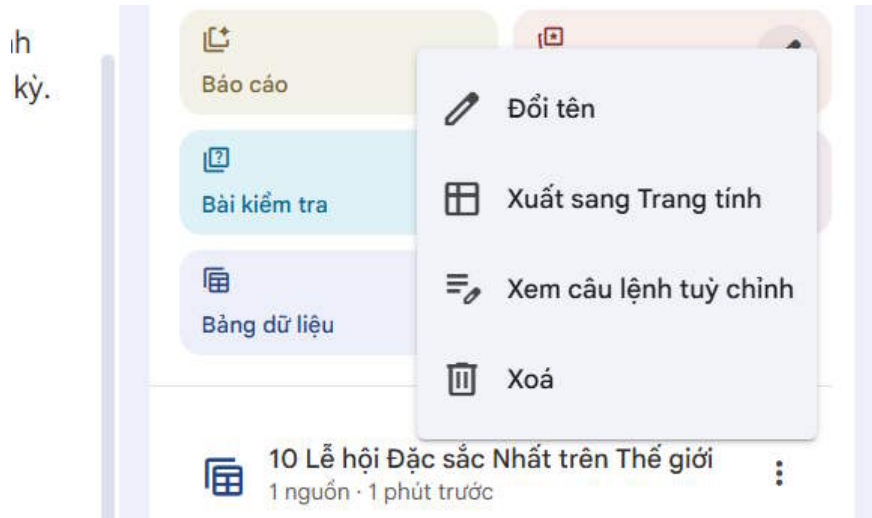 kỳ.
Báo cáo
Bài kiểm tra
Bảng dữ liệu
Đổi tên
Xuất sang Trang tính
Xem câu lệnh tuỳ chỉnh
Xoá
10 Lễ hội Đặc sắc Nhất trên Thế giới
1 nguồn · 1 phút trước